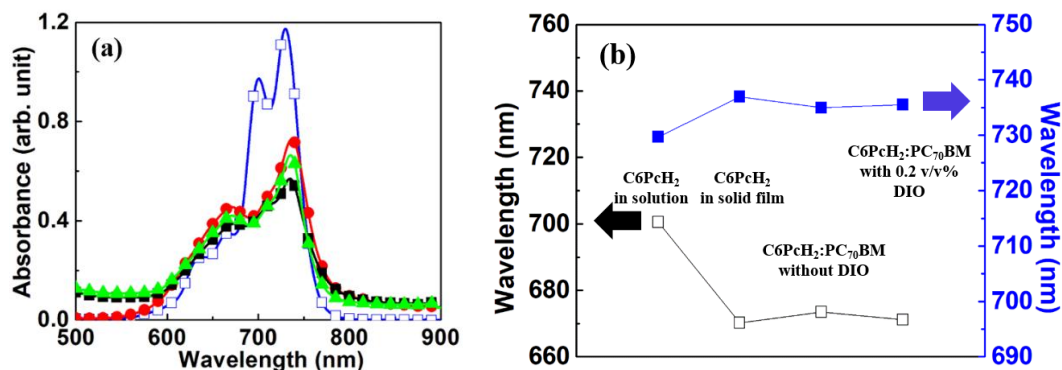 (a)
Absorbance (arb. unit)
1.2
0.8
0.4
0.0
500
600
700
800
900
Wavelength (nm)
(b)
Wavelength (nm)
760
740
720
700
680
660
C6PcH₂
in solution
C6PcH₂
in solid film
C6PcH₂:PC₇₀BM
without DIO
C6PcH₂:PC₇₀BM
with 0.2 v/v%
DIO
750
740
730
720
710
700
690
Wavelength (nm)